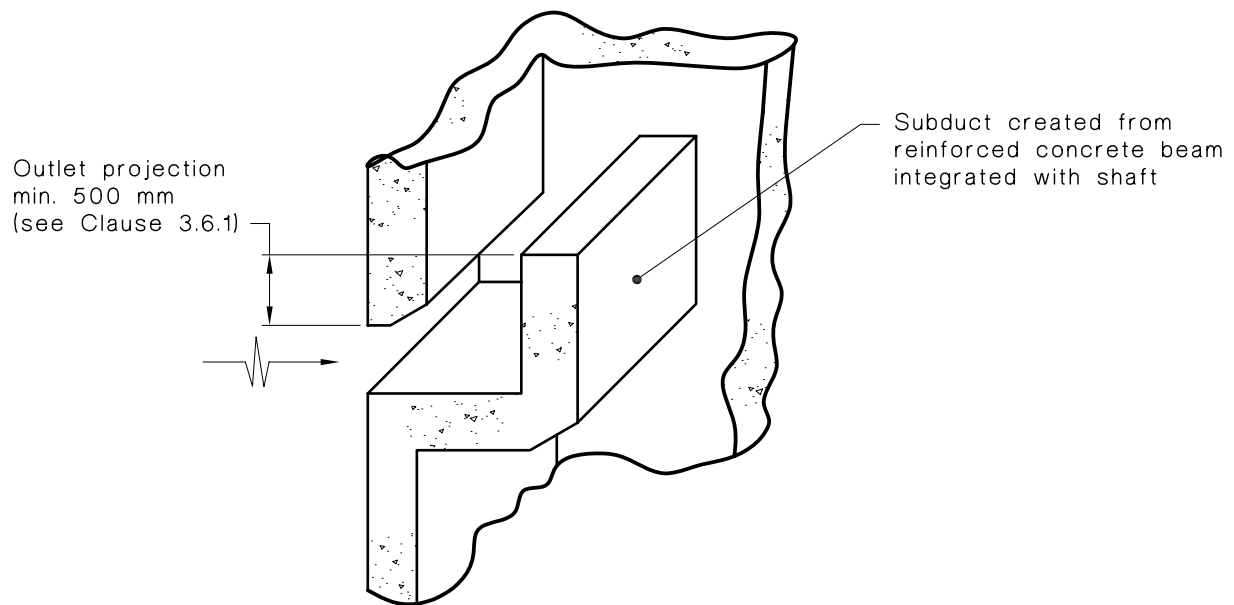 Outlet projection
min. 500 mm
(see Clause 3.6.1)
Subduct created from
reinforced concrete beam
integrated with shaft